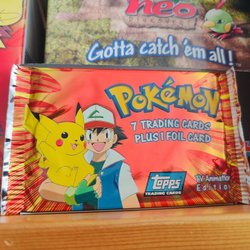 neo
Gotta catch 'em all!
POKéMON
7 TRADING CARDS
PLUS 1 FOIL CARD
TOPPS
TRADING CARDS
TV Animation
Edition